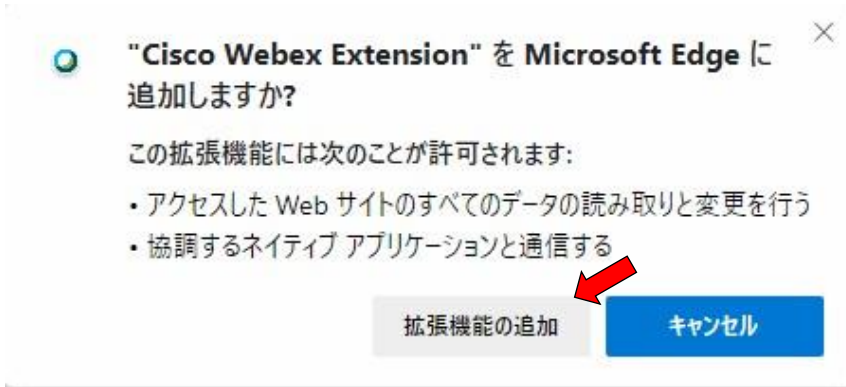 "Cisco Webex Extension" を Microsoft Edge に
追加しますか?
この拡張機能には次のことが許可されます:
• アクセスした Web サイトのすべてのデータの読み取りと変更を行う
• 協調するネイティブ アプリケーションと通信する
拡張機能の追加
キャンセル